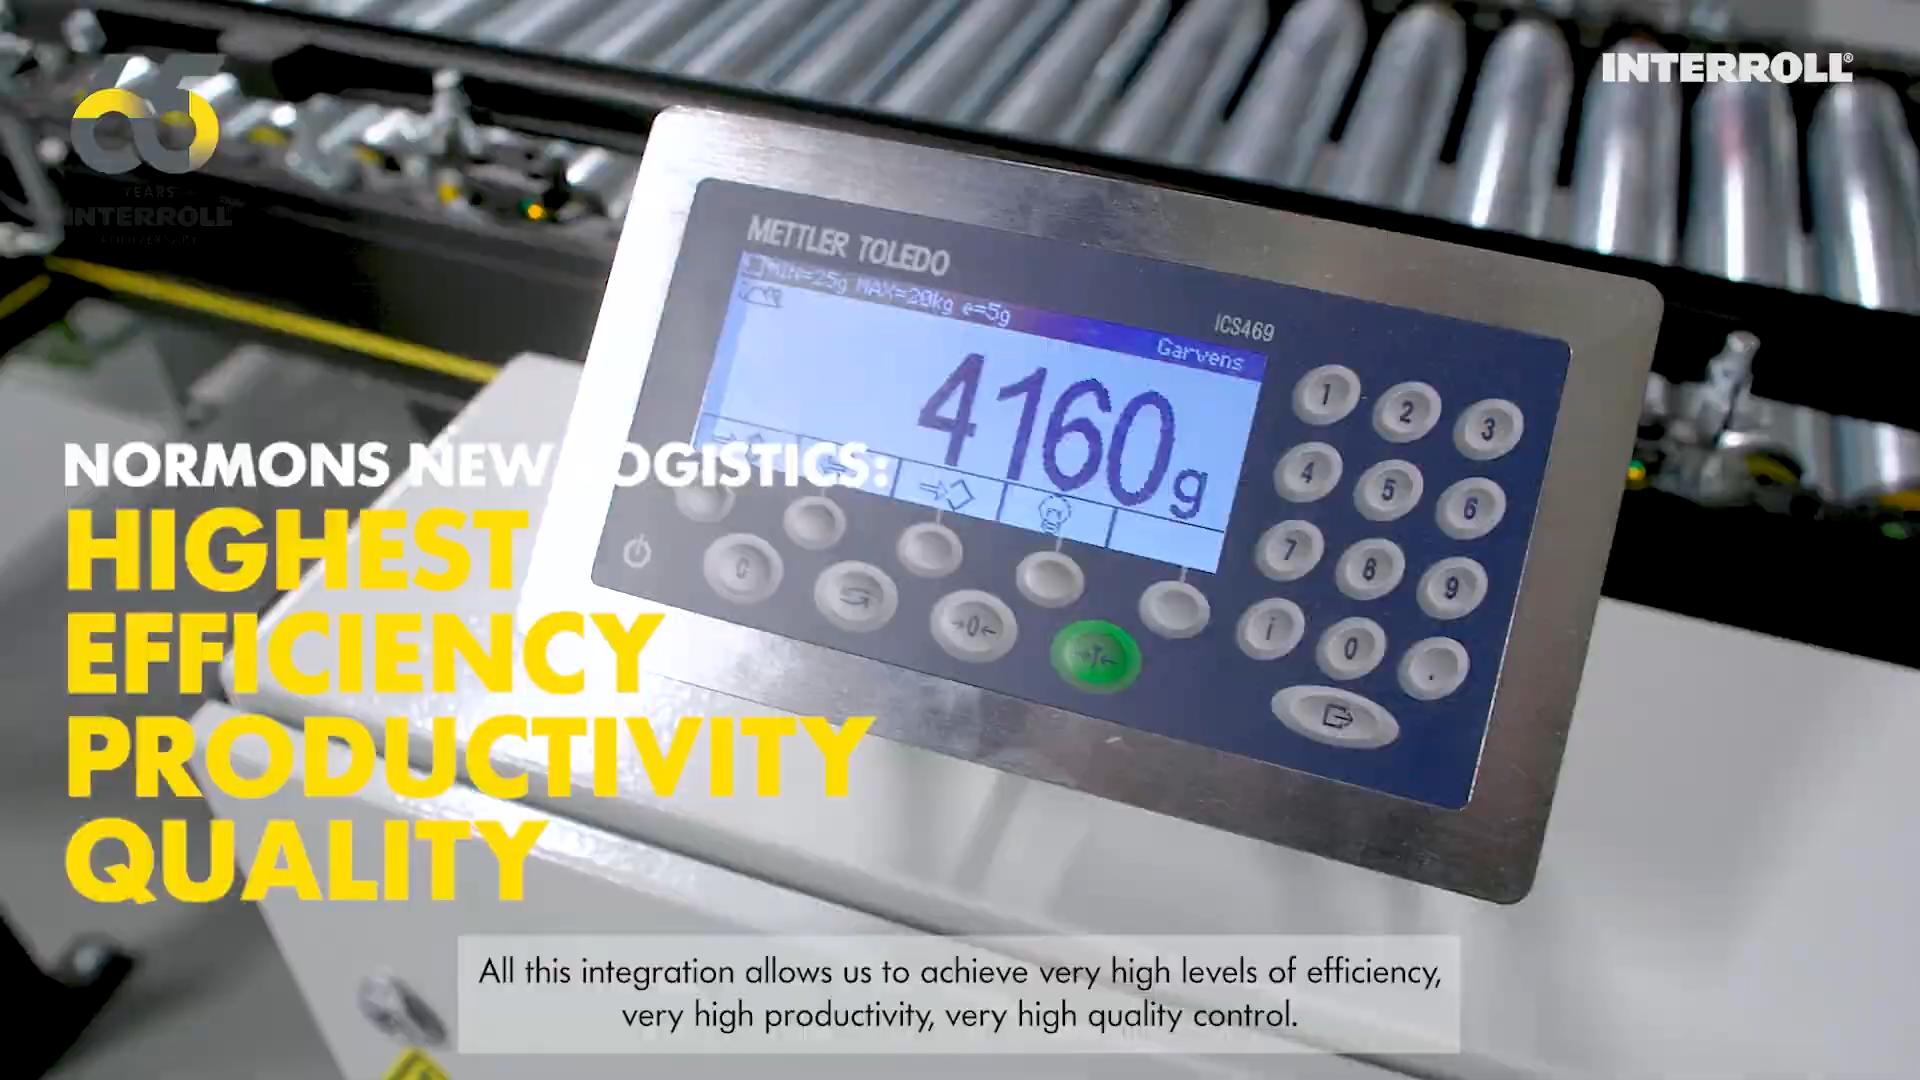 INTERROLL®
YEARS
INTERROLL
ANNIVERSARY
METTLER TOLEDO
MIN=25g MAX=20kg e=5g
ICS469
Garvens
4160g
1 2 3
4 5 6
7 8 9
i 0 .
C
→0←
→T←
NORMONS NEW LOGISTICS:
HIGHEST
EFFICIENCY
PRODUCTIVITY
QUALITY
All this integration allows us to achieve very high levels of efficiency,
very high productivity, very high quality control.